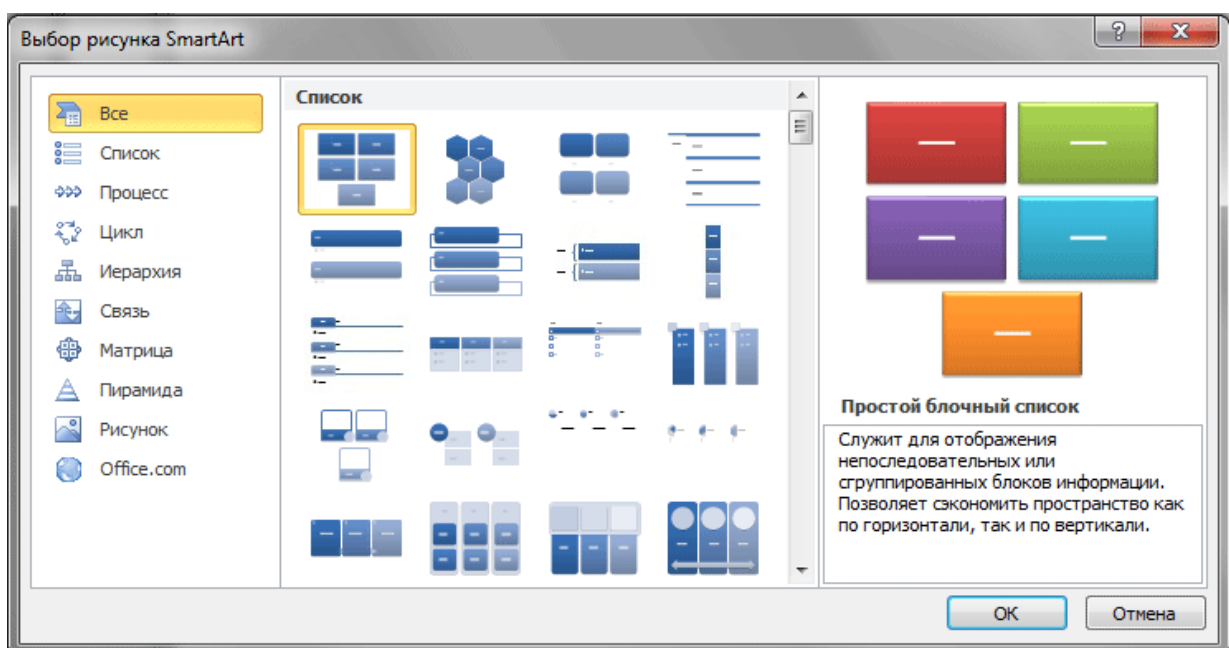 Выбор рисунка SmartArt
Все
Список
Процесс
Цикл
Иерархия
Связь
Матрица
Пирамида
Рисунок
Office.com
Список
Простой блочный список
Служит для отображения
непоследовательных или
сгруппированных блоков информации.
Позволяет сэкономить пространство как
по горизонтали, так и по вертикали.
ОК
Отмена